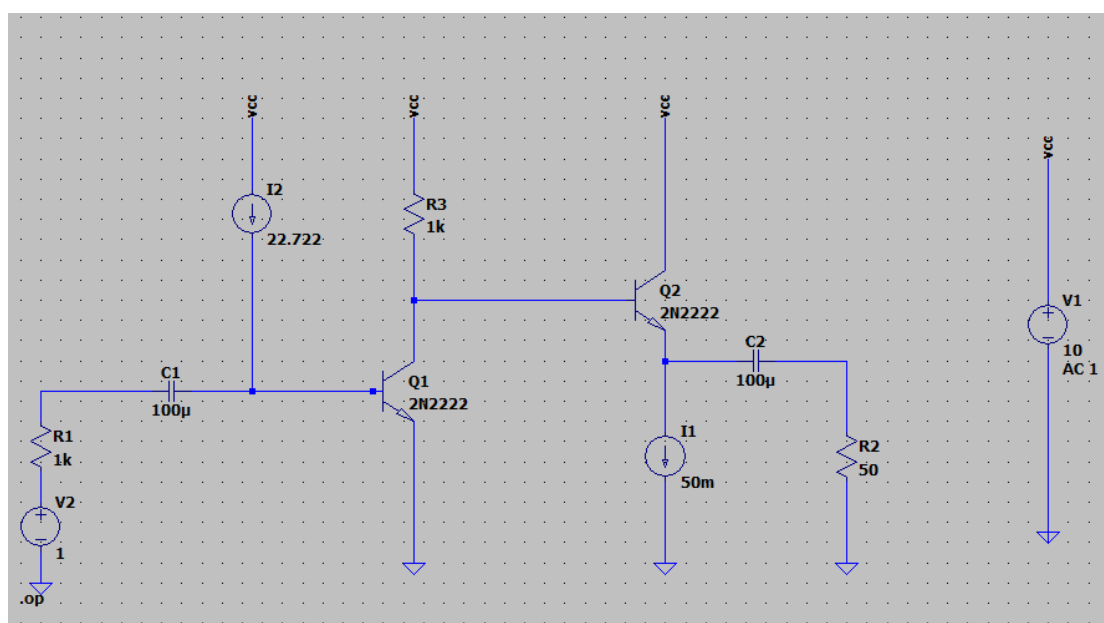 vcc
vcc
vcc
vcc
I2
22.722
R3
1k
Q2
2N2222
V1
10
AC 1
C1
100µ
Q1
2N2222
C2
100µ
R1
1k
I1
50m
R2
50
V2
1
.op